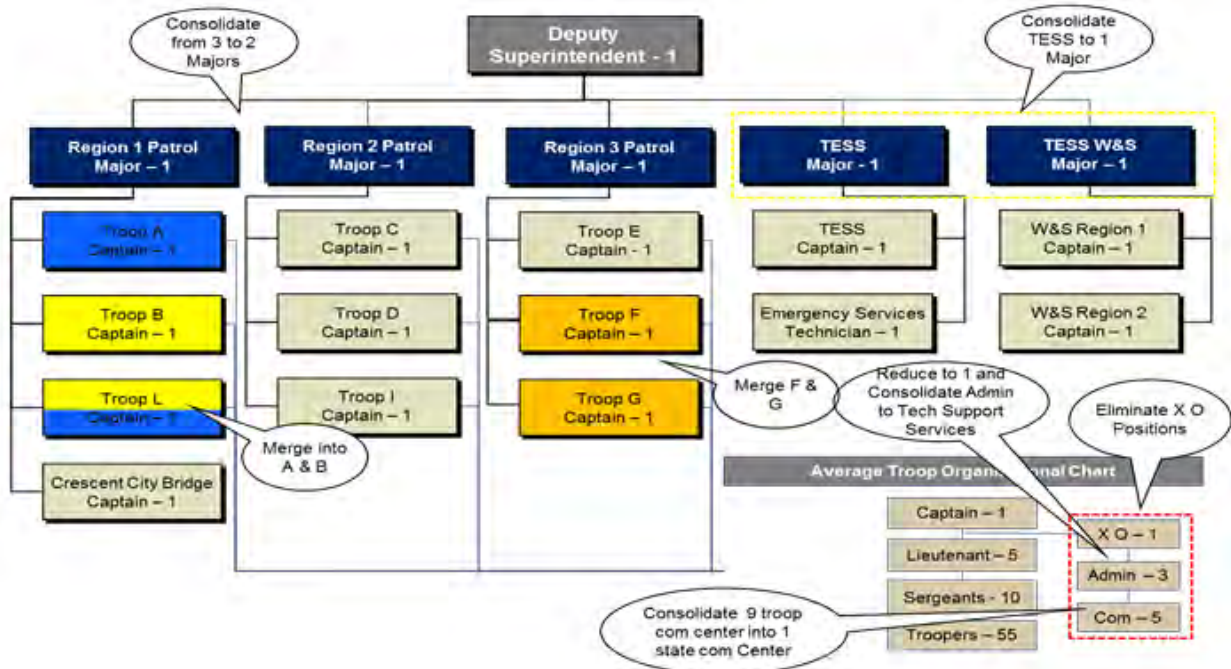 Consolidate
from 3 to 2
Majors
Deputy
Superintendent - 1
Consolidate
TESS to 1
Major
Region 1 Patrol
Major – 1
Region 2 Patrol
Major – 1
Region 3 Patrol
Major – 1
TESS
Major - 1
TESS W&S
Major – 1
Troop A
Captain – 1
Troop C
Captain – 1
Troop E
Captain - 1
TESS
Captain – 1
W&S Region 1
Captain – 1
Troop B
Captain – 1
Troop D
Captain – 1
Troop F
Captain – 1
Emergency Services
Technician – 1
W&S Region 2
Captain – 1
Troop L
Captain – 1
Troop I
Captain – 1
Troop G
Captain – 1
Merge F &
G
Reduce to 1 and
Consolidate Admin
to Tech Support
Services
Eliminate X O
Positions
Merge into
A & B
Crescent City Bridge
Captain – 1
Average Troop Organizational Chart
Captain – 1
X O – 1
Lieutenant – 5
Admin – 3
Sergeants - 10
Com – 5
Troopers – 55
Consolidate 9 troop
com center into 1
state com Center